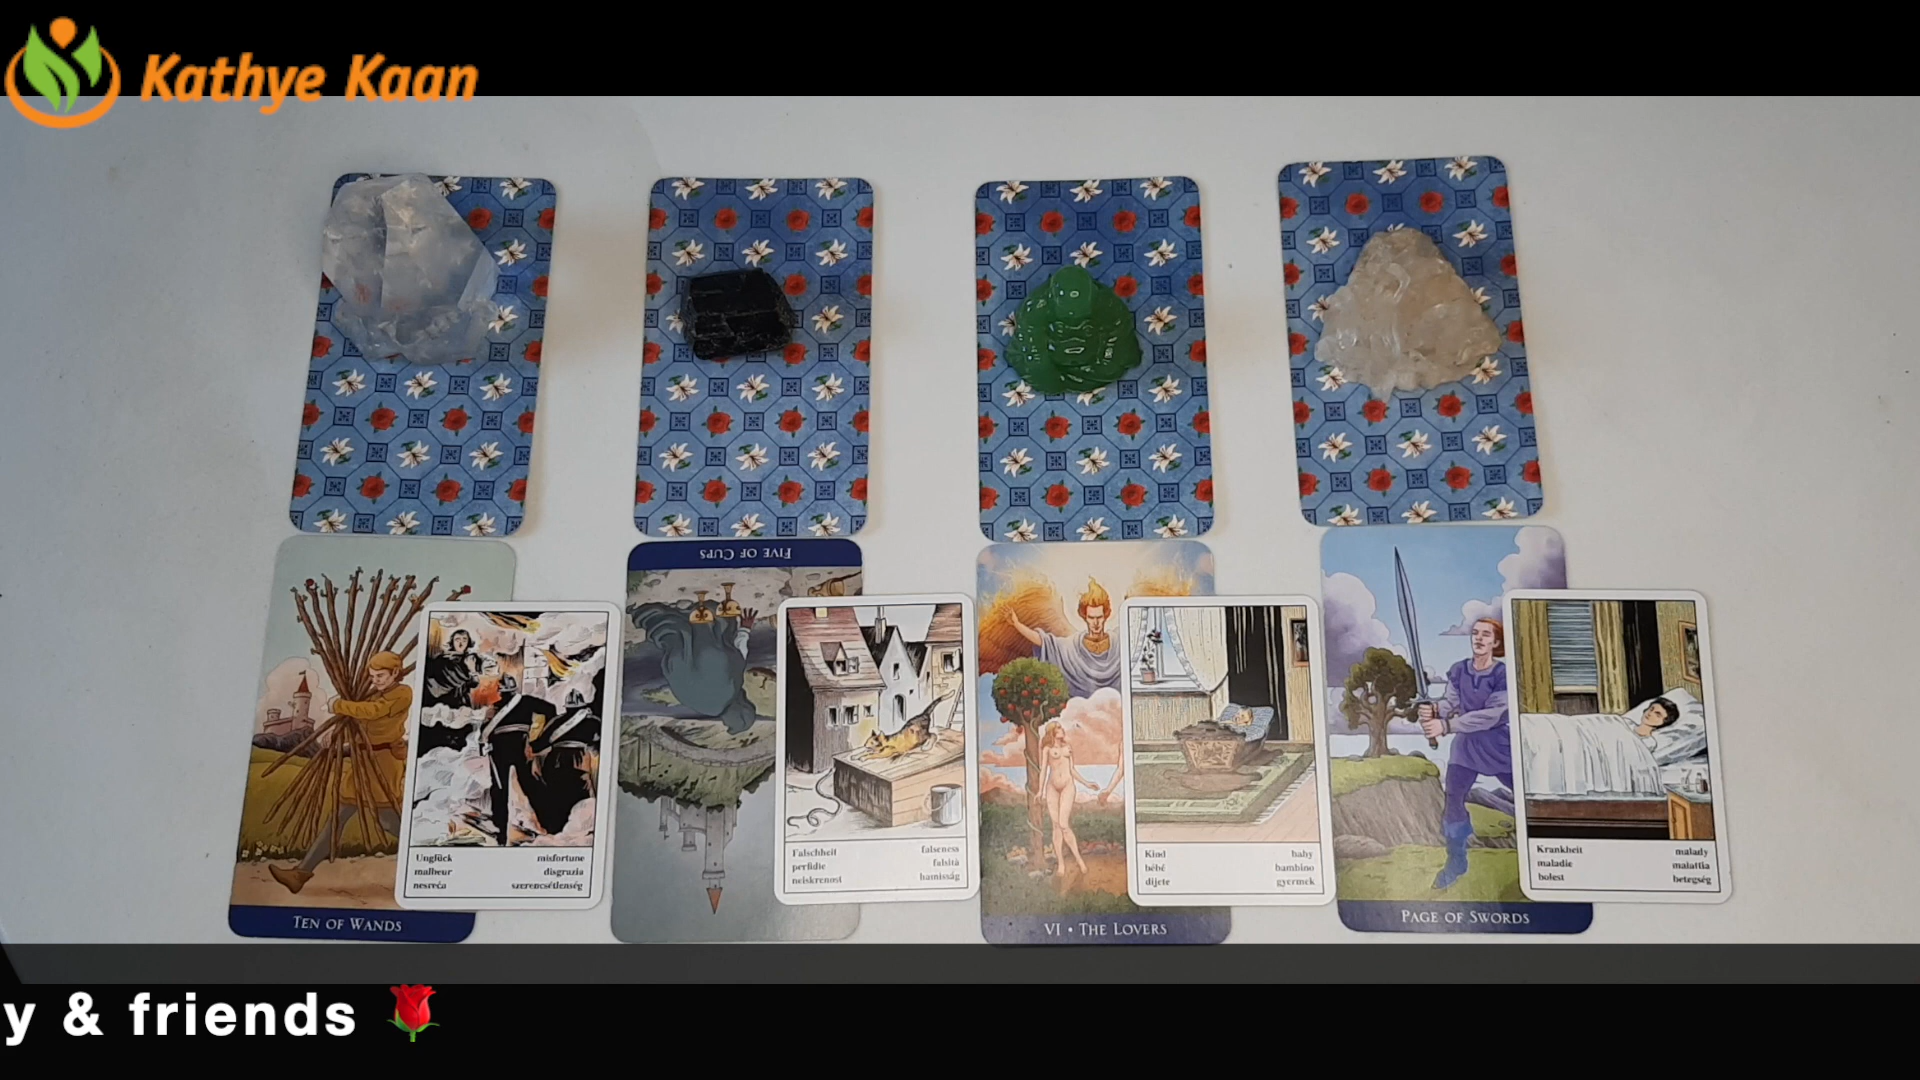 Kathye Kaan
FIVE OF CUPS
TEN OF WANDS
Unglück misfortune
malheur disgrazia
nesreća szerencsétlenség
Falschheit falseness
perfidie falsità
neiskrenost hamisság
VI • THE LOVERS
Kind baby
bébé bambino
dijete gyermek
PAGE OF SWORDS
Krankheit malady
maladie malattia
bolest betegség
y & friends 🌹